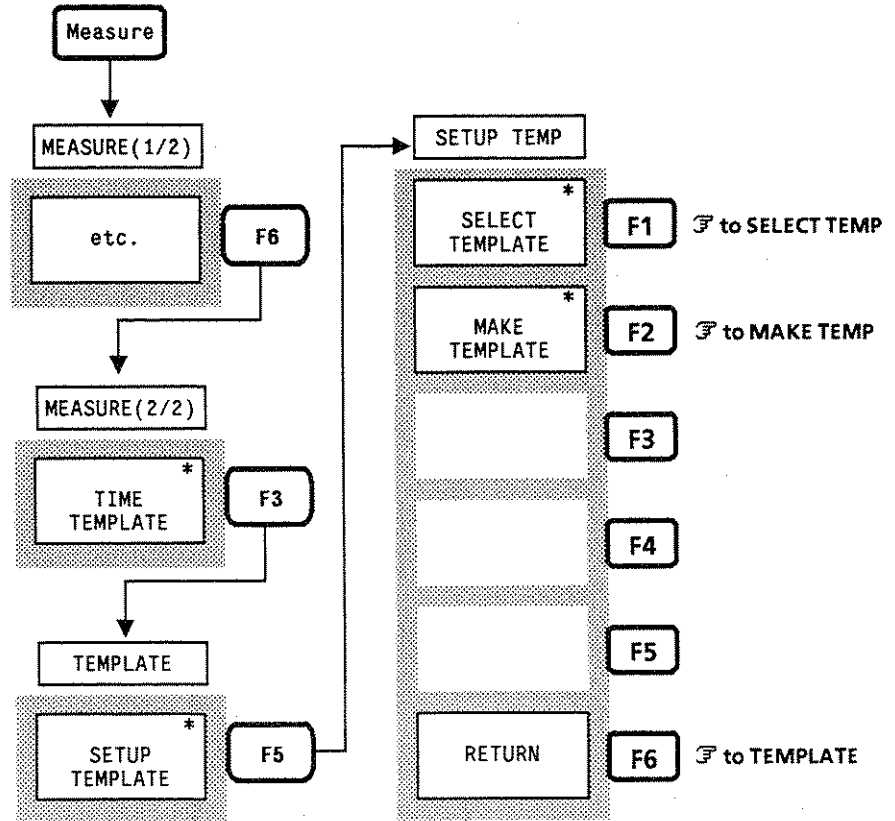 Measure
MEASURE(1/2)
etc.
F6
MEASURE(2/2)
*
TIME
TEMPLATE
F3
TEMPLATE
*
SETUP
TEMPLATE
F5
SETUP TEMP
*
SELECT
TEMPLATE
F1
☞ to SELECT TEMP
*
MAKE
TEMPLATE
F2
☞ to MAKE TEMP
F3
F4
F5
RETURN
F6
☞ to TEMPLATE